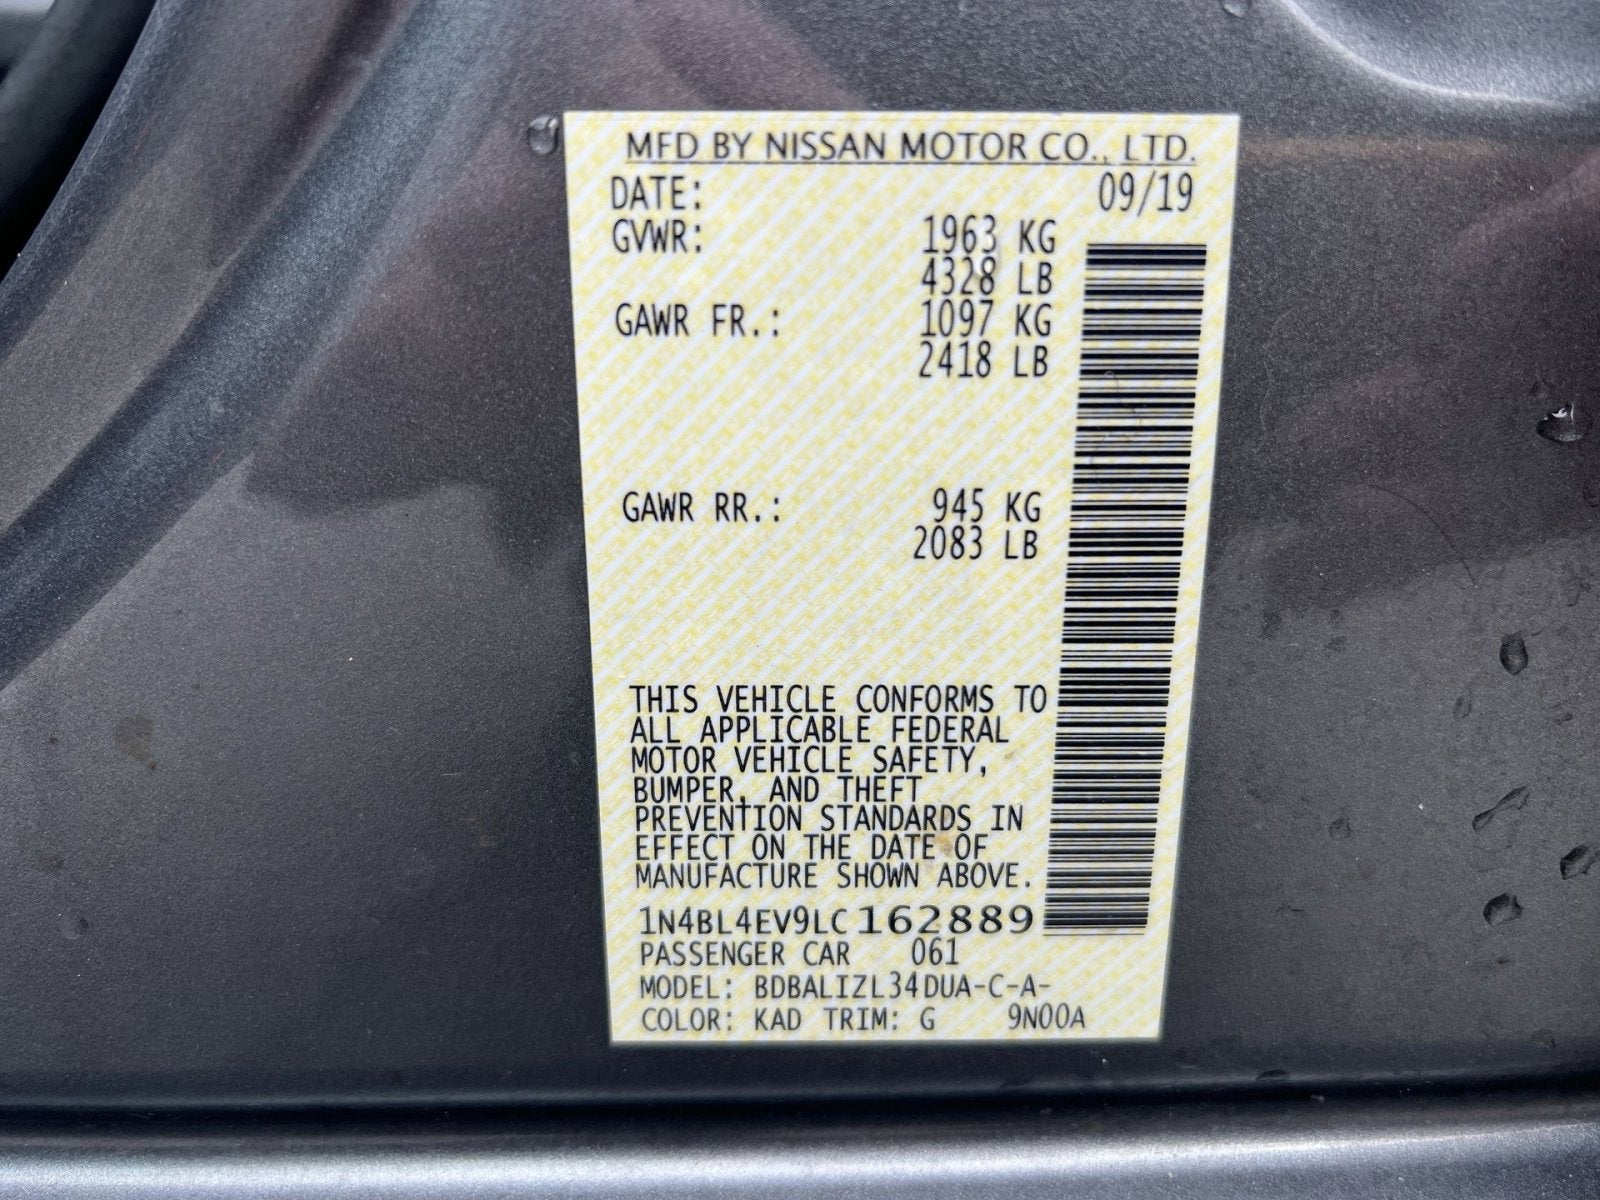 MFD BY NISSAN MOTOR CO., LTD.
DATE: 09/19
GVWR: 1963 KG
4328 LB
GAWR FR.: 1097 KG
2418 LB
GAWR RR.: 945 KG
2083 LB
THIS VEHICLE CONFORMS TO
ALL APPLICABLE FEDERAL
MOTOR VEHICLE SAFETY,
BUMPER, AND THEFT
PREVENTION STANDARDS IN
EFFECT ON THE DATE OF
MANUFACTURE SHOWN ABOVE.
1N4BL4EV9LC162889
PASSENGER CAR 061
MODEL: BDBALIZL34DUA-C-A-
COLOR: KAD TRIM: G 9N00A